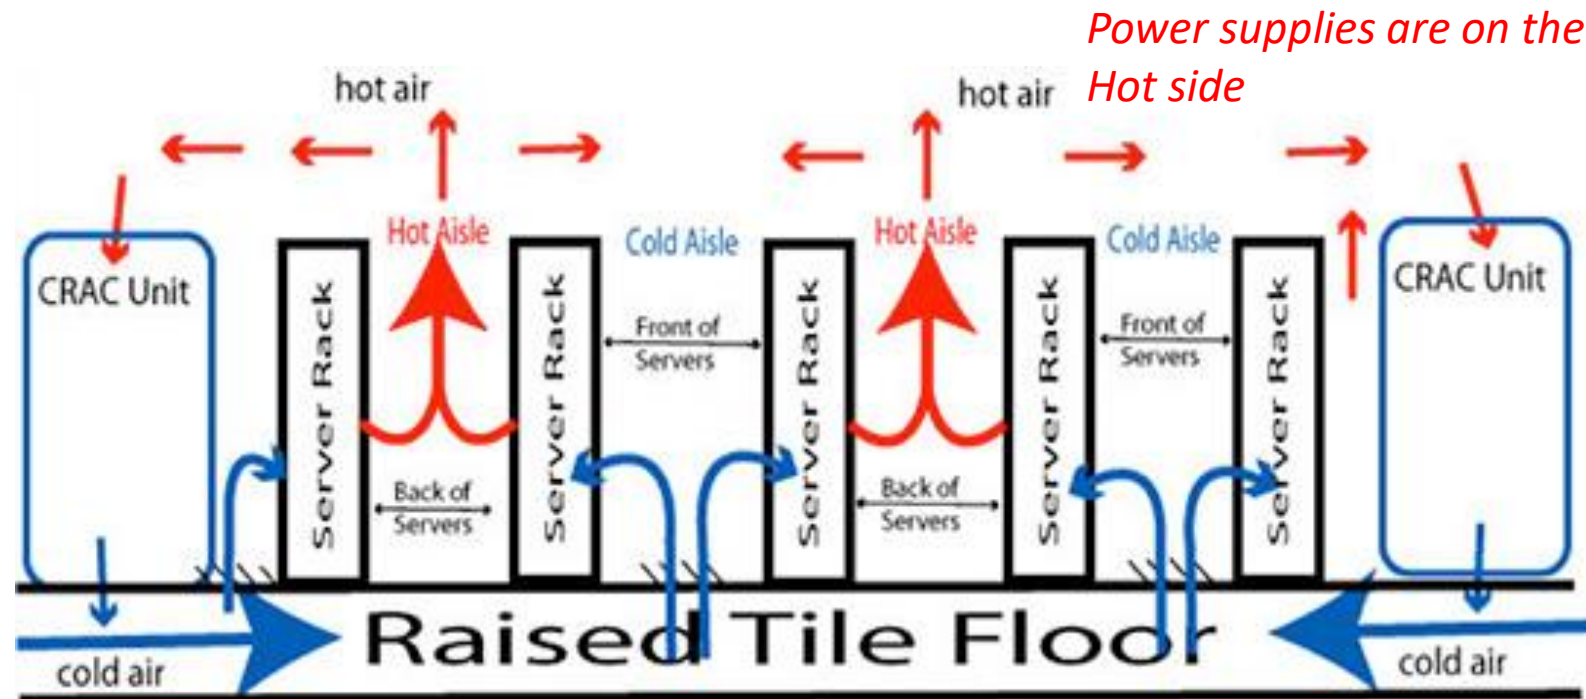 Power supplies are on the
Hot side
hot air
hot air
Hot Aisle
Cold Aisle
Hot Aisle
Cold Aisle
CRAC Unit
CRAC Unit
Server Rack
Server Rack
Server Rack
Server Rack
Server Rack
Front of
Servers
Front of
Servers
Back of
Servers
Back of
Servers
Raised Tile Floor
cold air
cold air